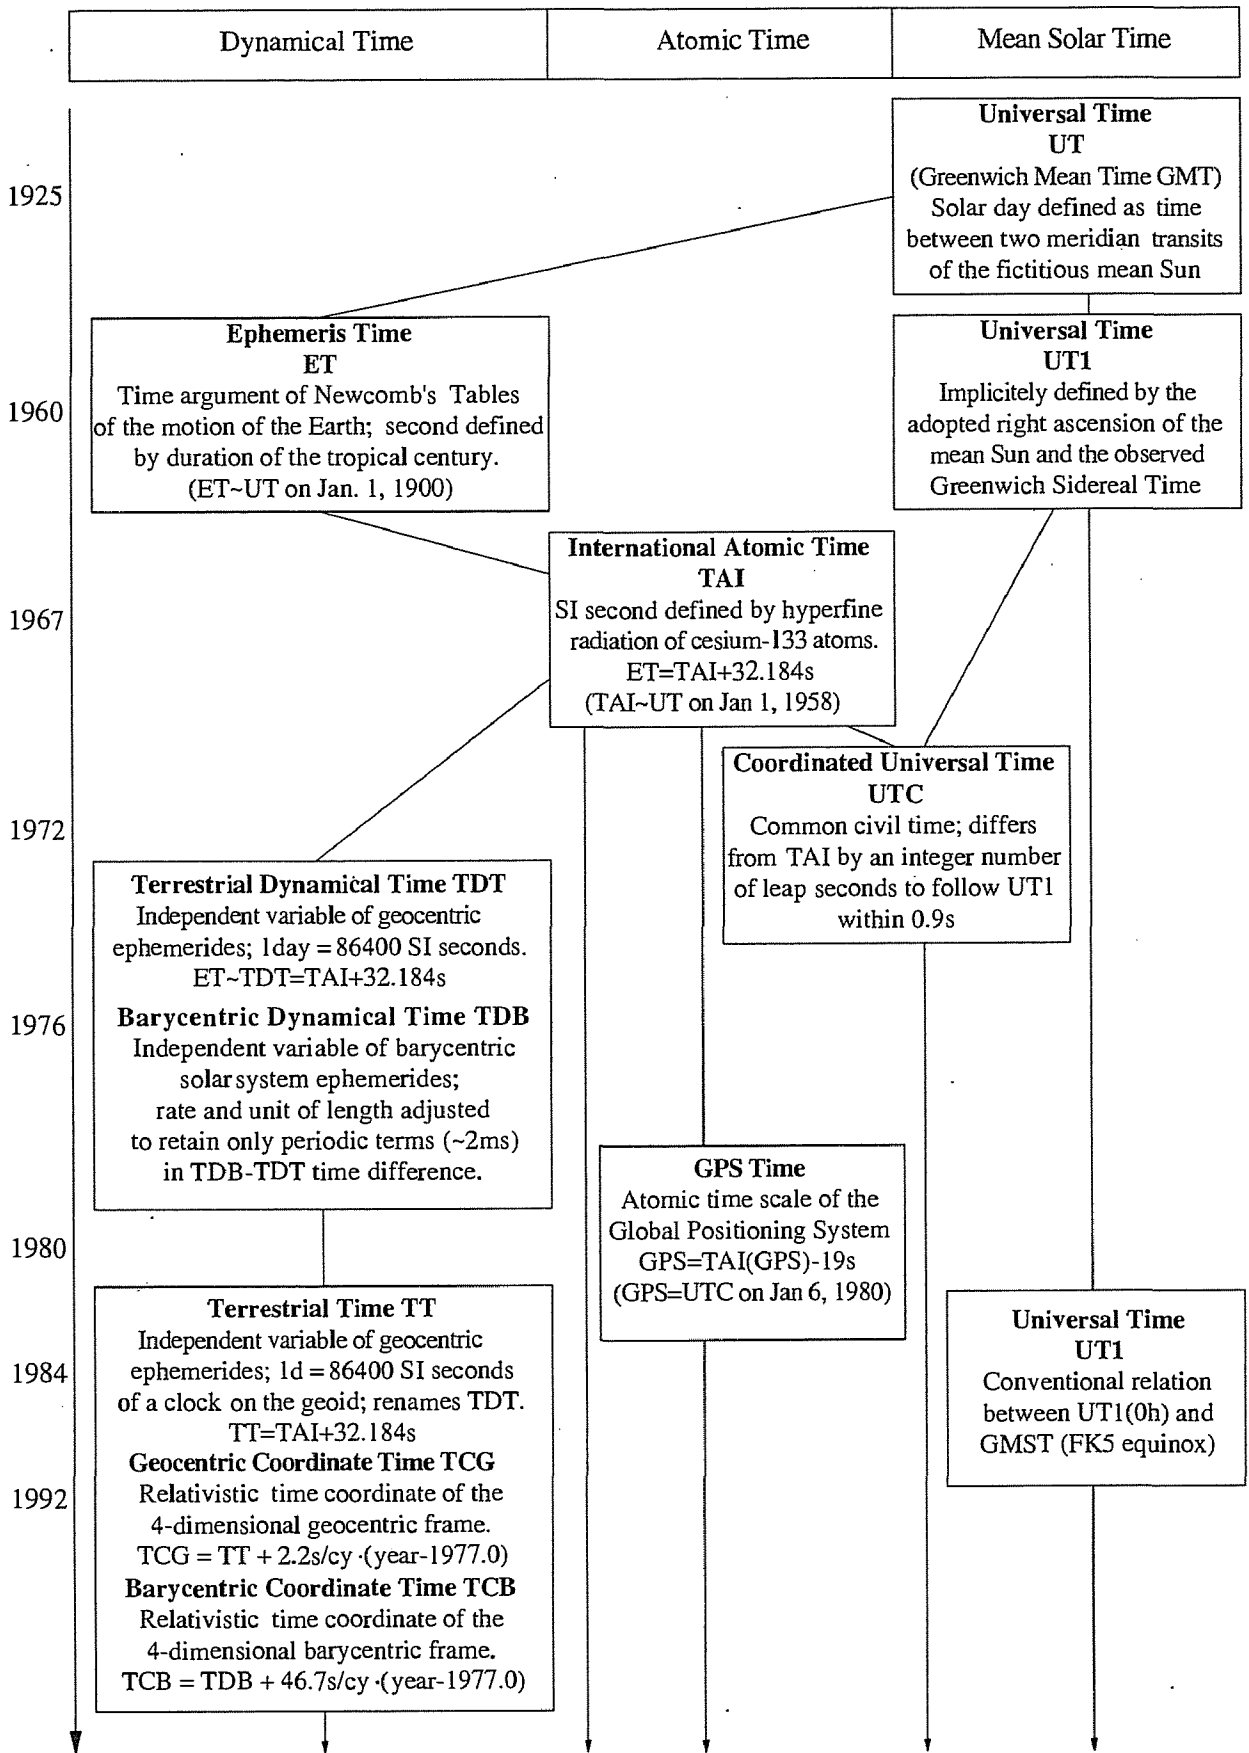 Dynamical Time
Atomic Time
Mean Solar Time
1925
1960
1967
1972
1976
1980
1984
1992
Universal Time
UT
(Greenwich Mean Time GMT)
Solar day defined as time
between two meridian transits
of the fictitious mean Sun
Ephemeris Time
ET
Time argument of Newcomb's Tables
of the motion of the Earth; second defined
by duration of the tropical century.
(ET~UT on Jan. 1, 1900)
Universal Time
UT1
Implicitely defined by the
adopted right ascension of the
mean Sun and the observed
Greenwich Sidereal Time
International Atomic Time
TAI
SI second defined by hyperfine
radiation of cesium-133 atoms.
ET=TAI+32.184s
(TAI~UT on Jan 1, 1958)
Coordinated Universal Time
UTC
Common civil time; differs
from TAI by an integer number
of leap seconds to follow UT1
within 0.9s
Terrestrial Dynamical Time TDT
Independent variable of geocentric
ephemerides; 1day = 86400 SI seconds.
ET~TDT=TAI+32.184s
Barycentric Dynamical Time TDB
Independent variable of barycentric
solar system ephemerides;
rate and unit of length adjusted
to retain only periodic terms (~2ms)
in TDB-TDT time difference.
GPS Time
Atomic time scale of the
Global Positioning System
GPS=TAI(GPS)-19s
(GPS=UTC on Jan 6, 1980)
Terrestrial Time TT
Independent variable of geocentric
ephemerides; 1d = 86400 SI seconds
of a clock on the geoid; renames TDT.
TT=TAI+32.184s
Geocentric Coordinate Time TCG
Relativistic time coordinate of the
4-dimensional geocentric frame.
TCG = TT + 2.2s/cy ·(year-1977.0)
Barycentric Coordinate Time TCB
Relativistic time coordinate of the
4-dimensional barycentric frame.
TCB = TDB + 46.7s/cy ·(year-1977.0)
Universal Time
UT1
Conventional relation
between UT1(0h) and
GMST (FK5 equinox)